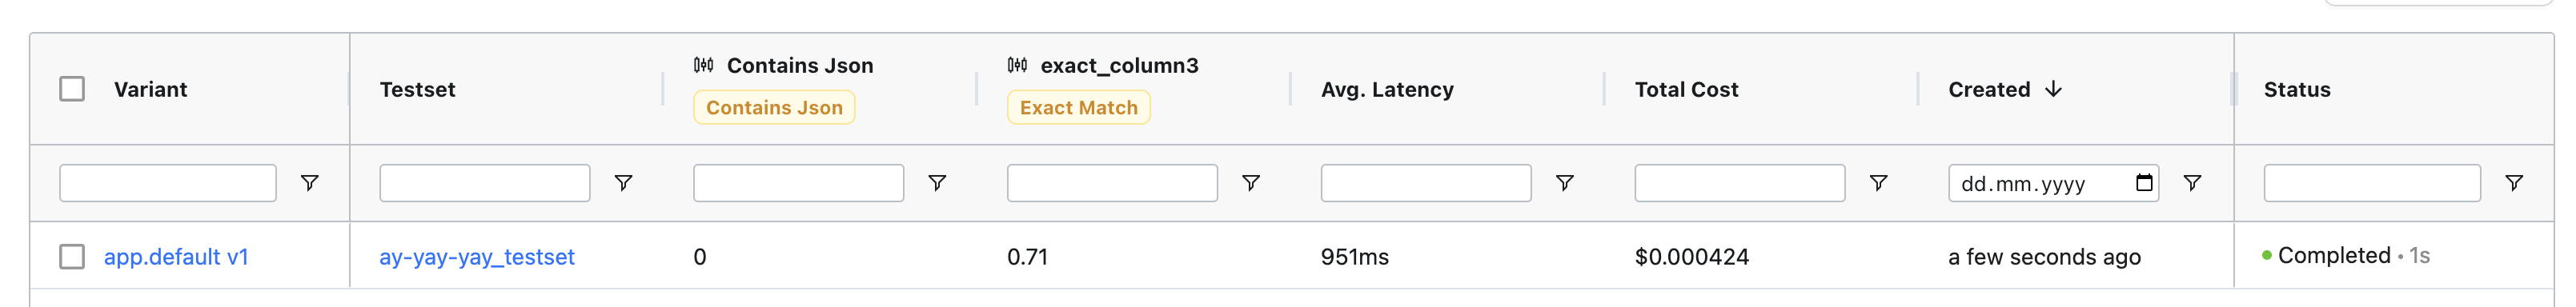 Variant
Testset
Contains Json
Contains Json
exact_column3
Exact Match
Avg. Latency
Total Cost
Created
Status
dd.mm.yyyy
app.default v1
ay-yay-yay_testset
0
0.71
951ms
$0.000424
a few seconds ago
Completed • 1s